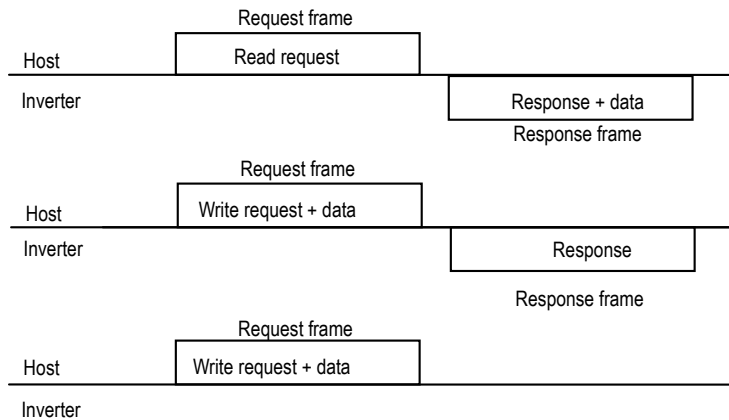 Request frame
Host Read request
Inverter Response + data
Response frame
Request frame
Host Write request + data
Inverter Response
Response frame
Request frame
Host Write request + data
Inverter